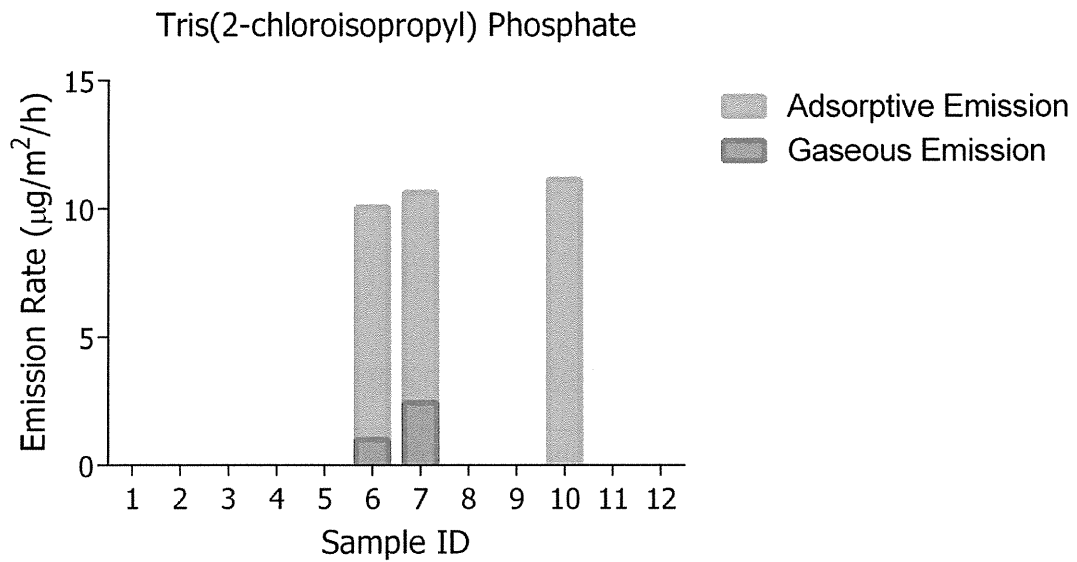 Tris(2-chloroisopropyl) Phosphate
Adsorptive Emission
Gaseous Emission
Emission Rate (μg/m²/h)
15
10
5
0
1 2 3 4 5 6 7 8 9 10 11 12
Sample ID